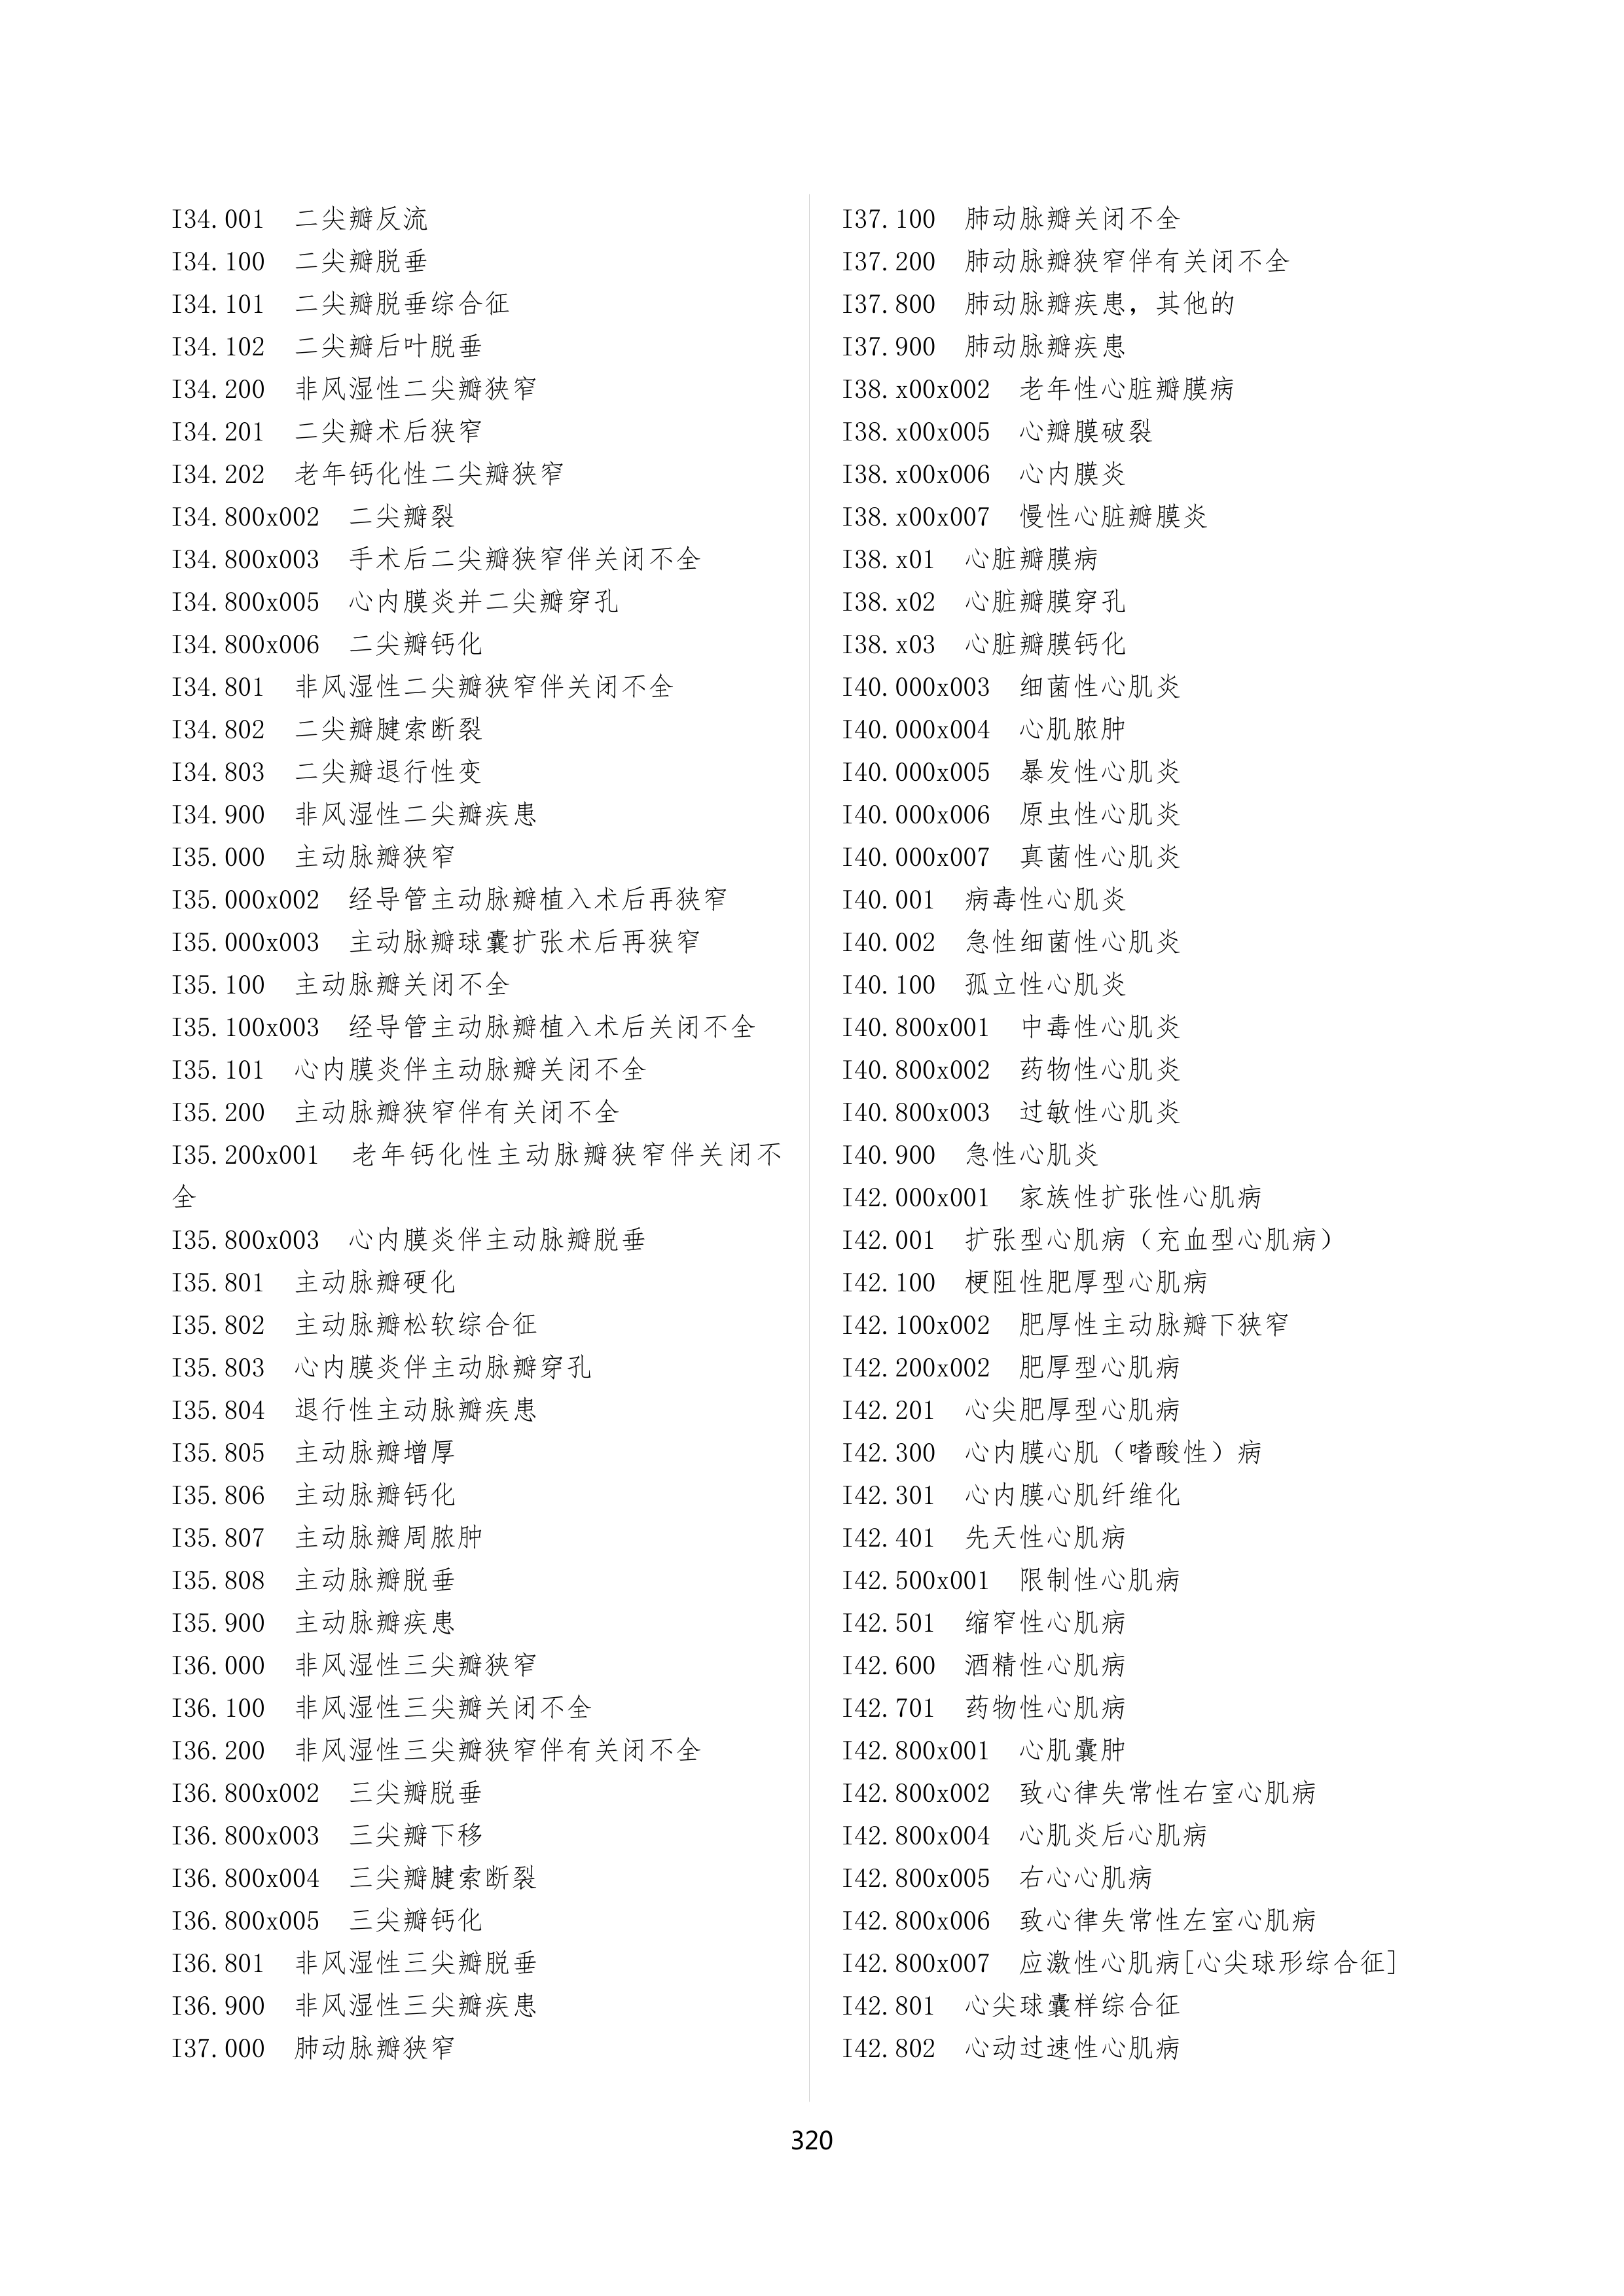 I34.001 二尖瓣反流
I34.100 二尖瓣脱垂
I34.101 二尖瓣脱垂综合征
I34.102 二尖瓣后叶脱垂
I34.200 非风湿性二尖瓣狭窄
I34.201 二尖瓣术后狭窄
I34.202 老年钙化性二尖瓣狭窄
I34.800x002 二尖瓣裂
I34.800x003 手术后二尖瓣狭窄伴关闭不全
I34.800x005 心内膜炎并二尖瓣穿孔
I34.800x006 二尖瓣钙化
I34.801 非风湿性二尖瓣狭窄伴关闭不全
I34.802 二尖瓣腱索断裂
I34.803 二尖瓣退行性变
I34.900 非风湿性二尖瓣疾患
I35.000 主动脉瓣狭窄
I35.000x002 经导管主动脉瓣植入术后再狭窄
I35.000x003 主动脉瓣球囊扩张术后再狭窄
I35.100 主动脉瓣关闭不全
I35.100x003 经导管主动脉瓣植入术后关闭不全
I35.101 心内膜炎伴主动脉瓣关闭不全
I35.200 主动脉瓣狭窄伴有关闭不全
I35.200x001 老年钙化性主动脉瓣狭窄伴关闭不
全
I35.800x003 心内膜炎伴主动脉瓣脱垂
I35.801 主动脉瓣硬化
I35.802 主动脉瓣松软综合征
I35.803 心内膜炎伴主动脉瓣穿孔
I35.804 退行性主动脉瓣疾患
I35.805 主动脉瓣增厚
I35.806 主动脉瓣钙化
I35.807 主动脉瓣周脓肿
I35.808 主动脉瓣脱垂
I35.900 主动脉瓣疾患
I36.000 非风湿性三尖瓣狭窄
I36.100 非风湿性三尖瓣关闭不全
I36.200 非风湿性三尖瓣狭窄伴有关闭不全
I36.800x002 三尖瓣脱垂
I36.800x003 三尖瓣下移
I36.800x004 三尖瓣腱索断裂
I36.800x005 三尖瓣钙化
I36.801 非风湿性三尖瓣脱垂
I36.900 非风湿性三尖瓣疾患
I37.000 肺动脉瓣狭窄
I37.100 肺动脉瓣关闭不全
I37.200 肺动脉瓣狭窄伴有关闭不全
I37.800 肺动脉瓣疾患，其他的
I37.900 肺动脉瓣疾患
I38.x00x002 老年性心脏瓣膜病
I38.x00x005 心瓣膜破裂
I38.x00x006 心内膜炎
I38.x00x007 慢性心脏瓣膜炎
I38.x01 心脏瓣膜病
I38.x02 心脏瓣膜穿孔
I38.x03 心脏瓣膜钙化
I40.000x003 细菌性心肌炎
I40.000x004 心肌脓肿
I40.000x005 暴发性心肌炎
I40.000x006 原虫性心肌炎
I40.000x007 真菌性心肌炎
I40.001 病毒性心肌炎
I40.002 急性细菌性心肌炎
I40.100 孤立性心肌炎
I40.800x001 中毒性心肌炎
I40.800x002 药物性心肌炎
I40.800x003 过敏性心肌炎
I40.900 急性心肌炎
I42.000x001 家族性扩张性心肌病
I42.001 扩张型心肌病（充血型心肌病）
I42.100 梗阻性肥厚型心肌病
I42.100x002 肥厚性主动脉瓣下狭窄
I42.200x002 肥厚型心肌病
I42.201 心尖肥厚型心肌病
I42.300 心内膜心肌（嗜酸性）病
I42.301 心内膜心肌纤维化
I42.401 先天性心肌病
I42.500x001 限制性心肌病
I42.501 缩窄性心肌病
I42.600 酒精性心肌病
I42.701 药物性心肌病
I42.800x001 心肌囊肿
I42.800x002 致心律失常性右室心肌病
I42.800x004 心肌炎后心肌病
I42.800x005 右心心肌病
I42.800x006 致心律失常性左室心肌病
I42.800x007 应激性心肌病[心尖球形综合征]
I42.801 心尖球囊样综合征
I42.802 心动过速性心肌病
320